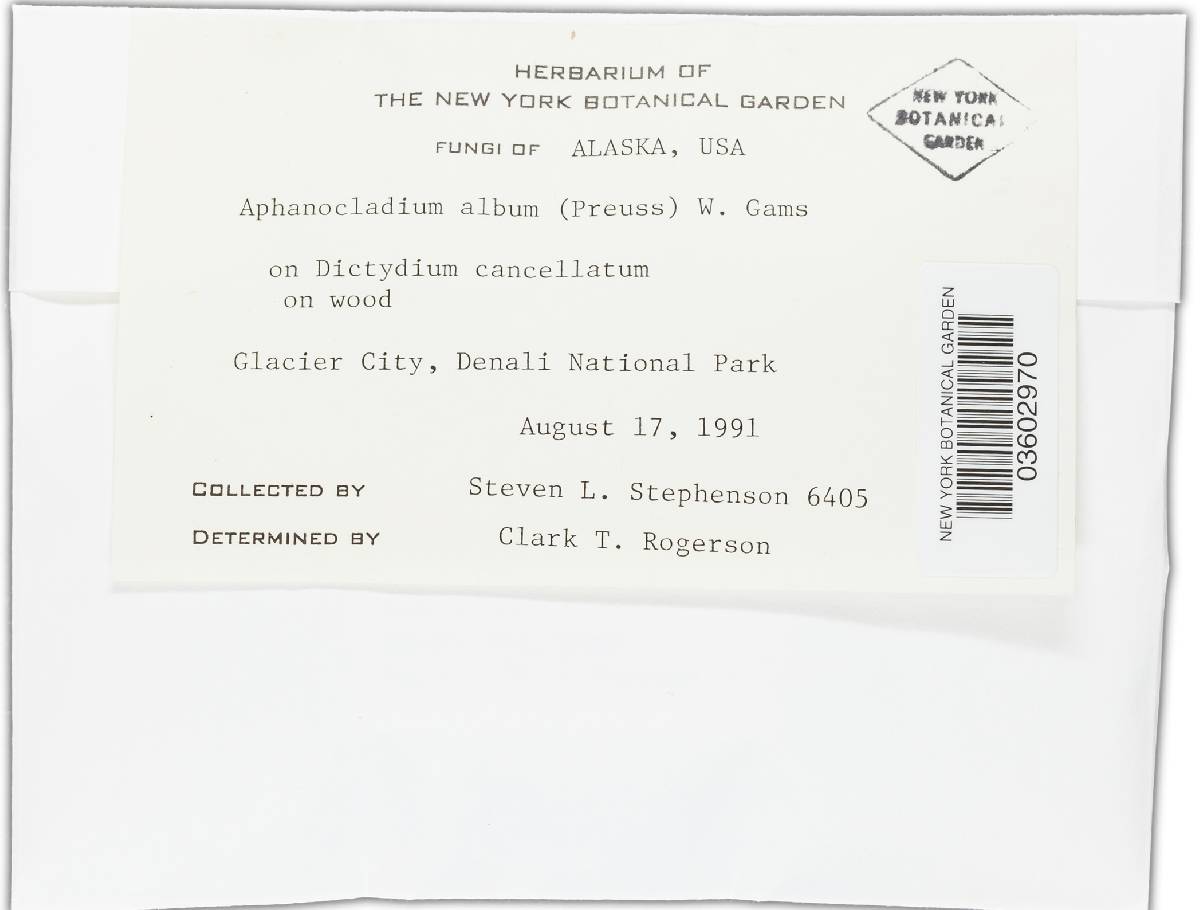 HERBARIUM OF
THE NEW YORK BOTANICAL GARDEN
NEW YORK
BOTANICAL
GARDEN
FUNGI OF ALASKA, USA
Aphanocladium album (Preuss) W. Gams
on Dictydium cancellatum
on wood
Glacier City, Denali National Park
August 17, 1991
COLLECTED BY Steven L. Stephenson 6405
DETERMINED BY Clark T. Rogerson
NEW YORK BOTANICAL GARDEN
03602970